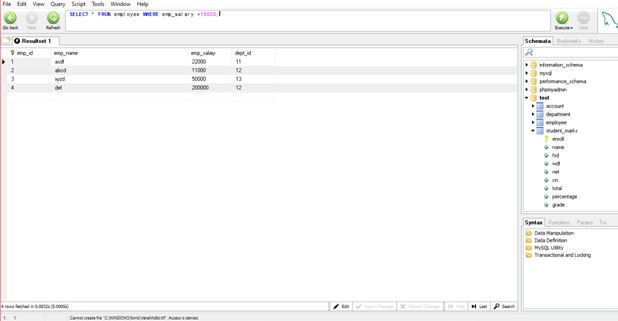 File Edit View Query Script Tools Window Help
SELECT * FROM employee WHERE emp_salary >10000;
Go back Next Refresh Execute Stop
Resultset 1
Schemata Bookmarks History
emp_id emp_name emp_salary dept_id
1 asdf 22000 11
2 abcd 11000 12
3 xyzd 50000 13
4 def 200000 12
information_schema
mysql
performance_schema
phpmyadmin
test
account
department
employee
student_marks
enroll
name
wdt
net
cn
total
percentage
grade
Syntax Functions Params Trx
Data Manipulation
Data Definition
MySQL Utility
Transactional and Locking
4 rows fetched in 0.0032s (0.0006s)
Edit Apply Changes Discard Changes First Last Search
1: 1
Cannot create file "C:\WINDOWS\fonts\VeraMoBd.ttf". Access is denied.